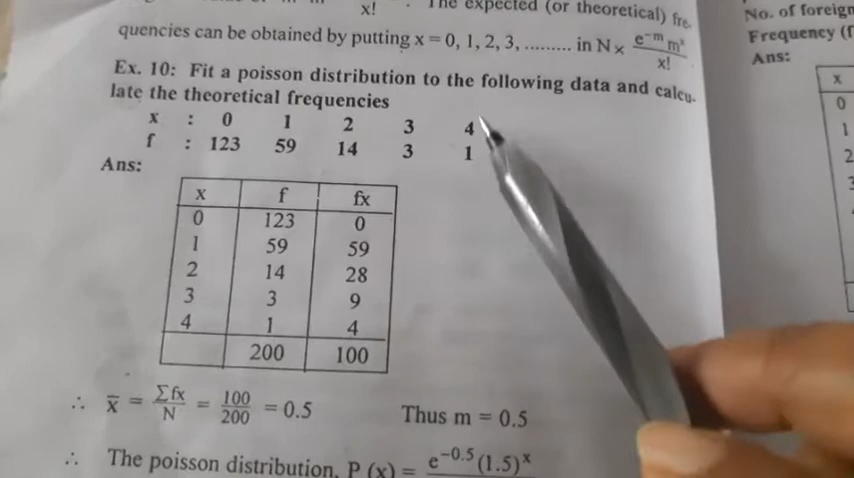 x!
The expected (or theoretical) fre-
quencies can be obtained by putting x = 0, 1, 2, 3, ......... in N× e⁻ᵐ mˣ / x!
Ex. 10: Fit a poisson distribution to the following data and calcu-
late the theoretical frequencies
x : 0 1 2 3 4
f : 123 59 14 3 1
Ans:
x f fx
0 123 0
1 59 59
2 14 28
3 3 9
4 1 4
200 100
∴ x̄ = Σfx / N = 100 / 200 = 0.5 Thus m = 0.5
∴ The poisson distribution, P (x) = e⁻⁰·⁵ (1.5)ˣ
No. of foreign
Frequency (f
Ans:
x
0
1
2
3